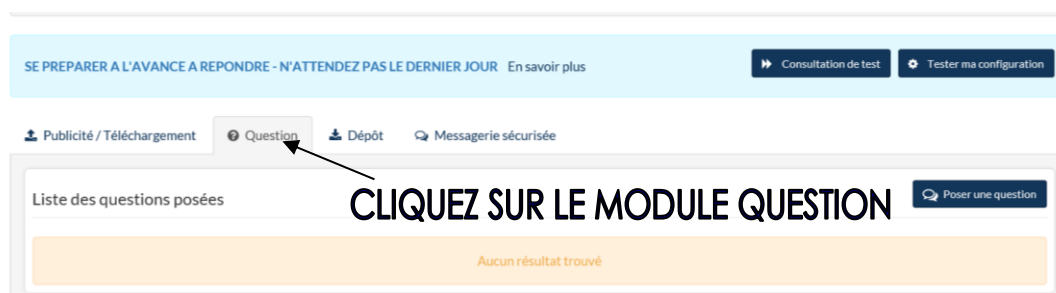 SE PREPARER A L'AVANCE A REPONDRE - N'ATTENDEZ PAS LE DERNIER JOUR En savoir plus
Consultation de test
Tester ma configuration
Publicité / Téléchargement
Question
Dépôt
Messagerie sécurisée
Liste des questions posées
CLIQUEZ SUR LE MODULE QUESTION
Poser une question
Aucun résultat trouvé